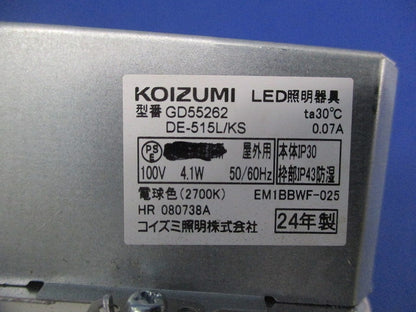 KOIZUMI LED照明器具
型番 GD55262 ta30℃
DE-515L/KS 0.07A
PS E 屋外用 本体IP30
100V 4.1W 50/60Hz 枠部IP43防湿
電球色(2700K) EM1BBWF-025
HR 080738A
コイズミ照明株式会社 24年製